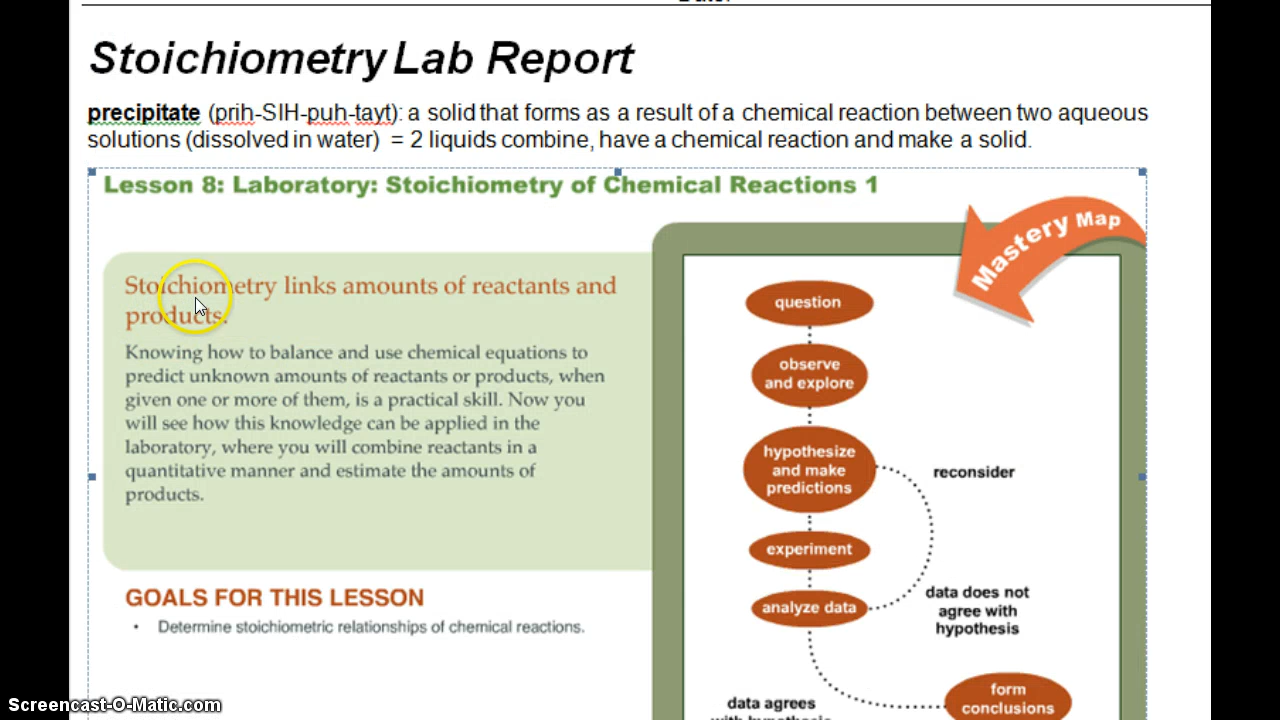 Stoichiometry Lab Report
precipitate (prih-SIH-puh-tayt): a solid that forms as a result of a chemical reaction between two aqueous
solutions (dissolved in water) = 2 liquids combine, have a chemical reaction and make a solid.
Lesson 8: Laboratory: Stoichiometry of Chemical Reactions 1
Mastery Map
Stoichiometry links amounts of reactants and
products.
Knowing how to balance and use chemical equations to
predict unknown amounts of reactants or products, when
given one or more of them, is a practical skill. Now you
will see how this knowledge can be applied in the
laboratory, where you will combine reactants in a
quantitative manner and estimate the amounts of
products.
GOALS FOR THIS LESSON
• Determine stoichiometric relationships of chemical reactions.
question
observe
and explore
hypothesize
and make
predictions
reconsider
experiment
analyze data
data does not
agree with
hypothesis
form
conclusions
data agrees
with hypothesis
Screencast-O-Matic.com